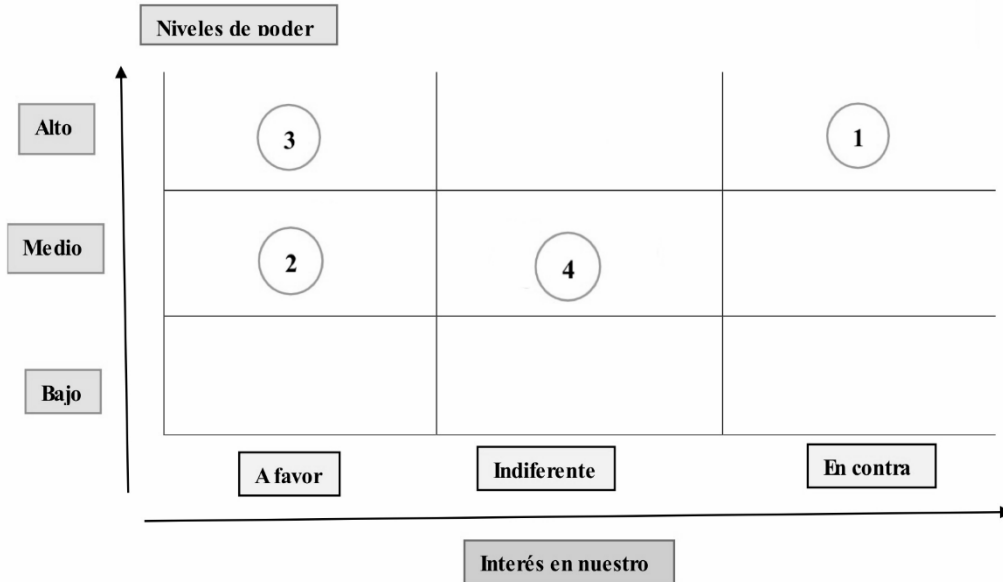 Niveles de poder
Alto
3
1
Medio
2
4
Bajo
A favor
Indiferente
En contra
Interés en nuestro